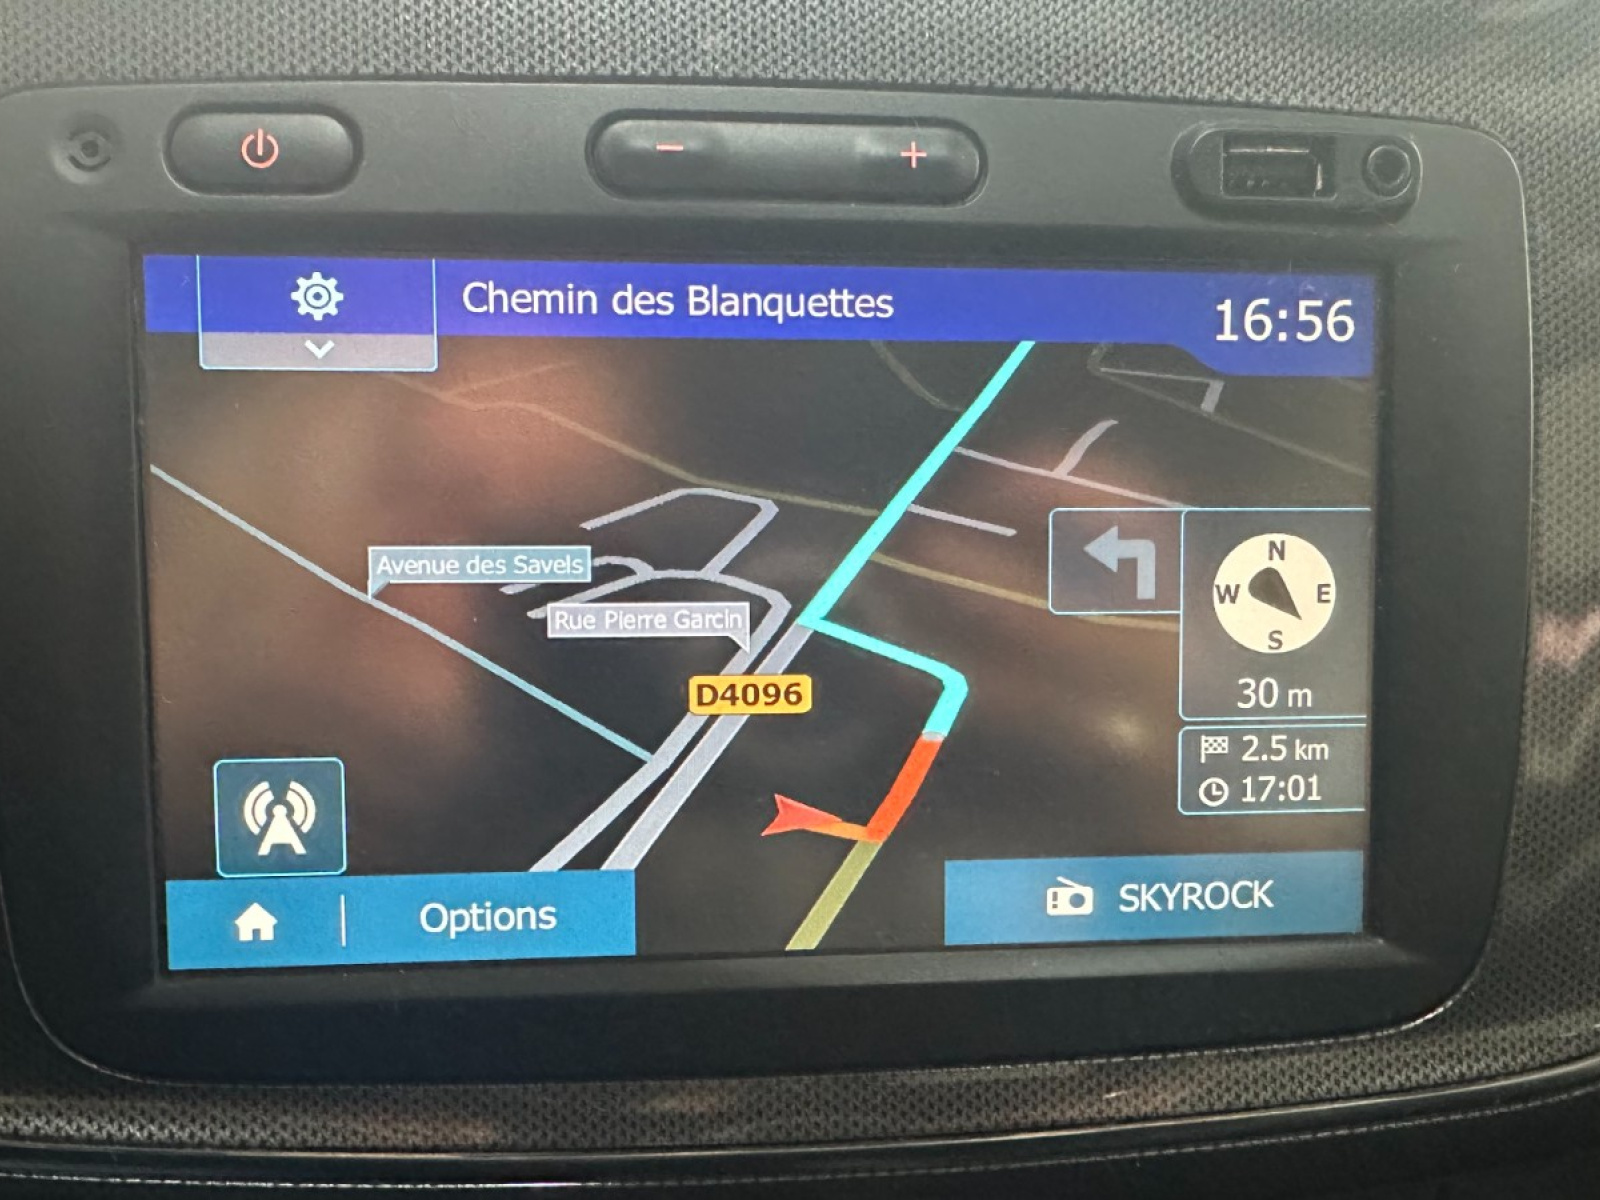 Chemin des Blanquettes
16:56
Avenue des Savels
Rue Pierre Garcin
D4096
N
W E
S
30 m
2.5 km
17:01
Options
SKYROCK